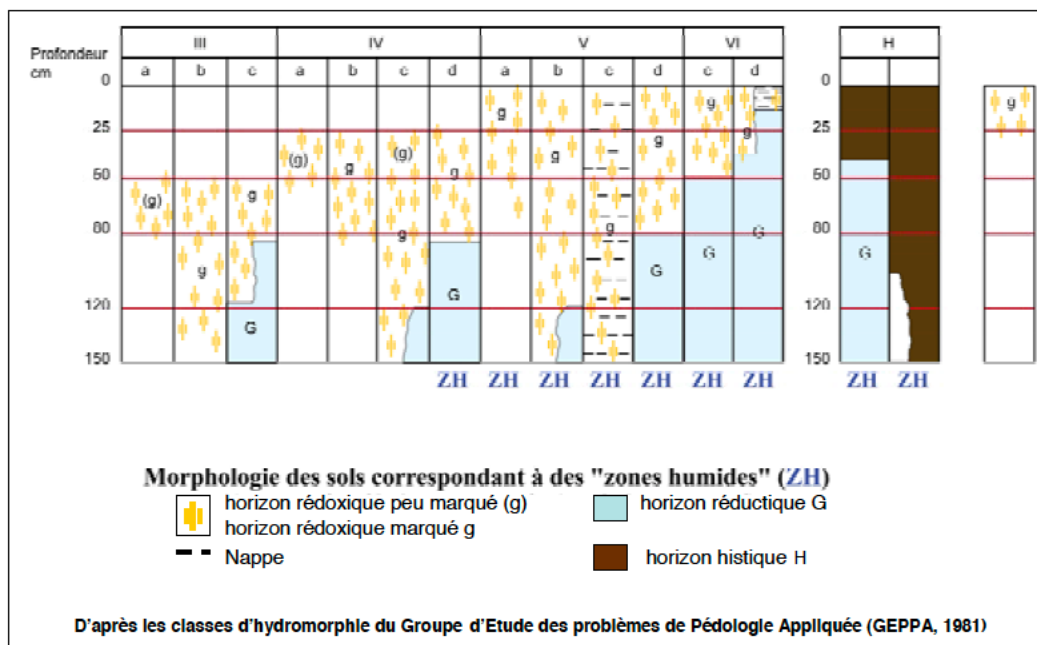 III IV V VI H
Profondeur
cm
a b c a b c d a b c d c d
0 0
g g g
25 25
(g) g (g) g g g g
50 50
(g) g g
80 80
g g G G G G
G G
120 120
150 150
ZH ZH ZH ZH ZH ZH ZH ZH ZH
Morphologie des sols correspondant à des "zones humides" (ZH)
horizon rédoxique peu marqué (g) horizon réductique G
horizon rédoxique marqué g
Nappe horizon histique H
D'après les classes d'hydromorphie du Groupe d'Etude des problèmes de Pédologie Appliquée (GEPPA, 1981)